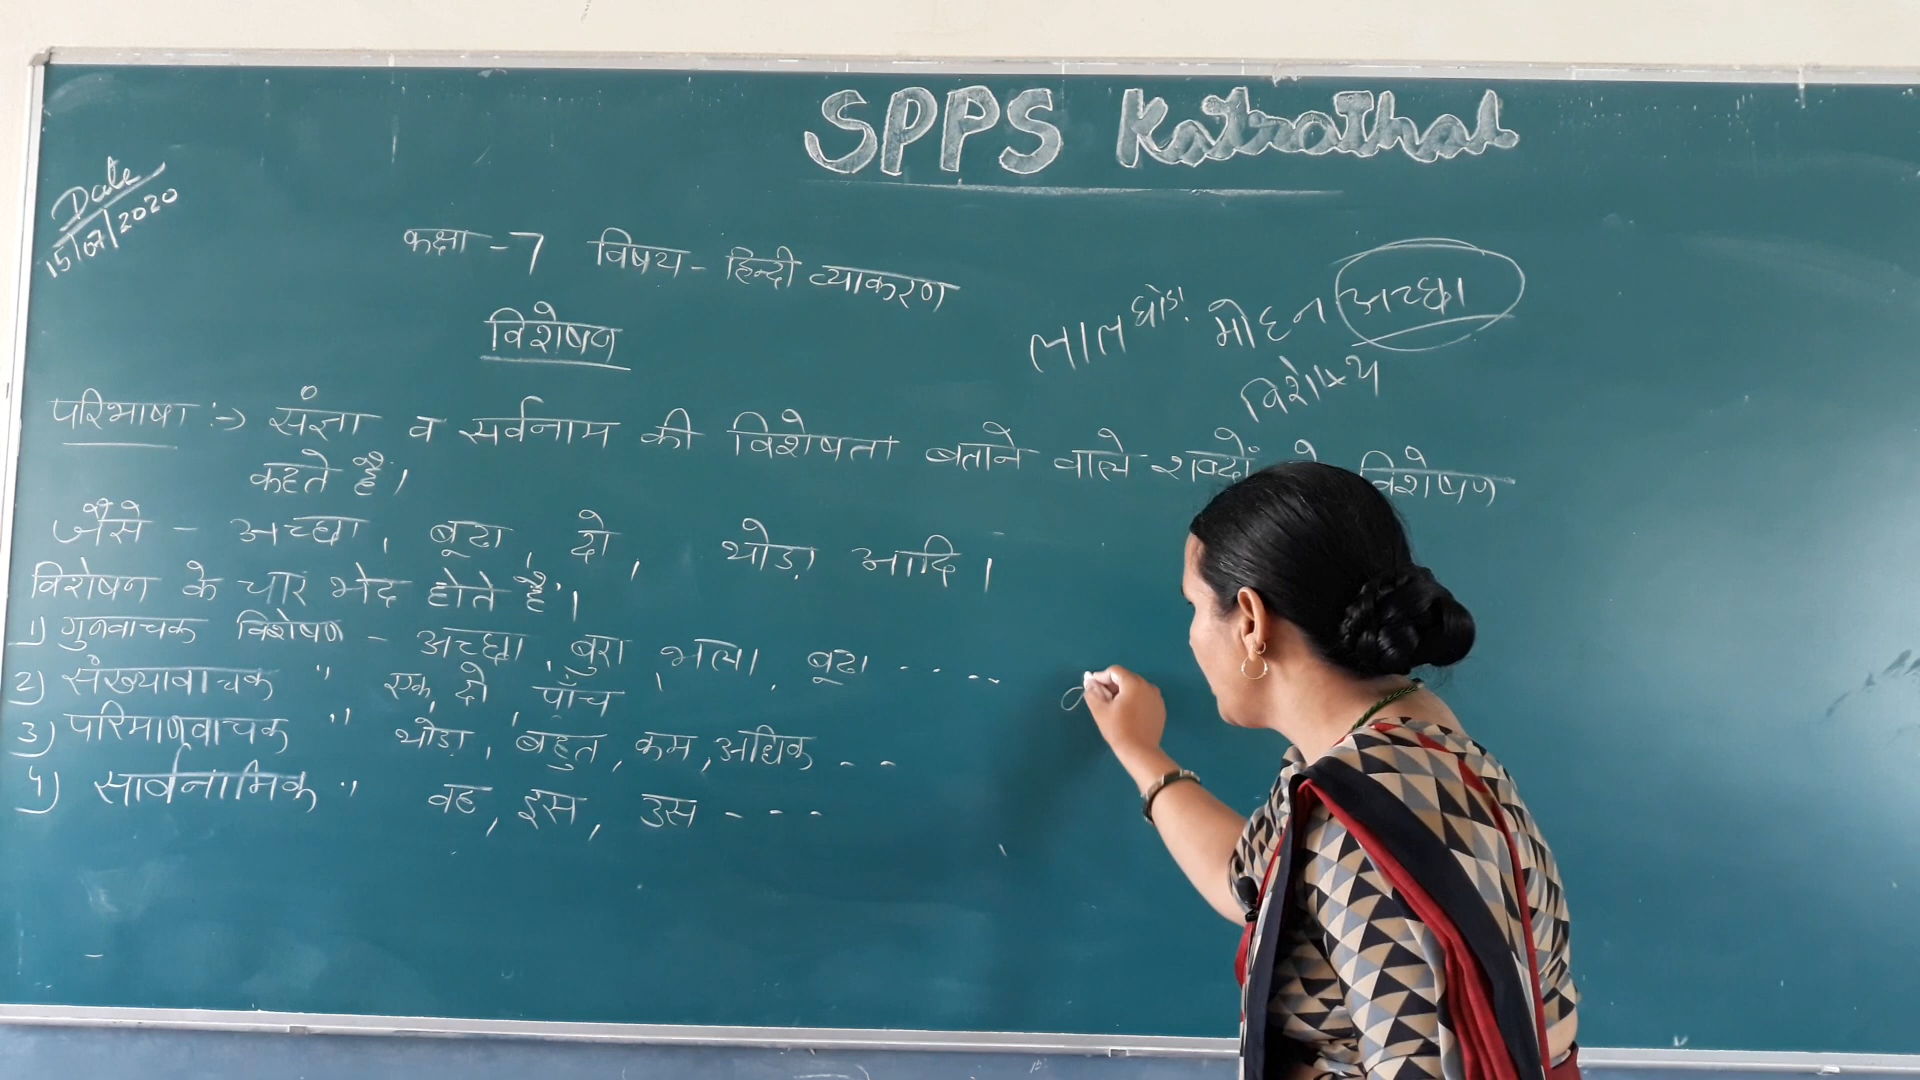 SPPS Katrathal
Date
15/07/2020
कक्षा - 7 विषय - हिन्दी व्याकरण
विशेषण
लाल घोड़ा मोहन अच्छा
विशेष्य
परिभाषा :-> संज्ञा व सर्वनाम की विशेषता बताने वाले शब्दों विशेषण
कहते हैं।
जैसे - अच्छा, बूढा, दो, थोड़ा आदि।
विशेषन के चार भेद होते हैं।
1) गुणवाचक विशेषण - अच्छा, बुरा, भला, बूढा .....
2) संख्यावाचक " एक, दो, पाँच
3) परिमाणवाचक " थोड़ा, बहुत, कम, अधिक - -
4) सार्वनामिक " वह, इस, उस - - - -